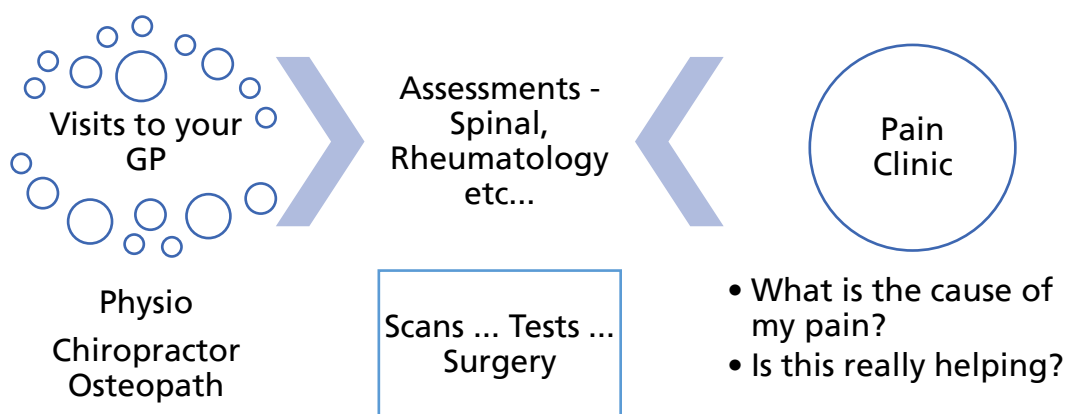 Visits to your
GP
Physio
Chiropractor
Osteopath
Assessments -
Spinal,
Rheumatology
etc...
Scans ... Tests ...
Surgery
Pain
Clinic
• What is the cause of
my pain?
• Is this really helping?